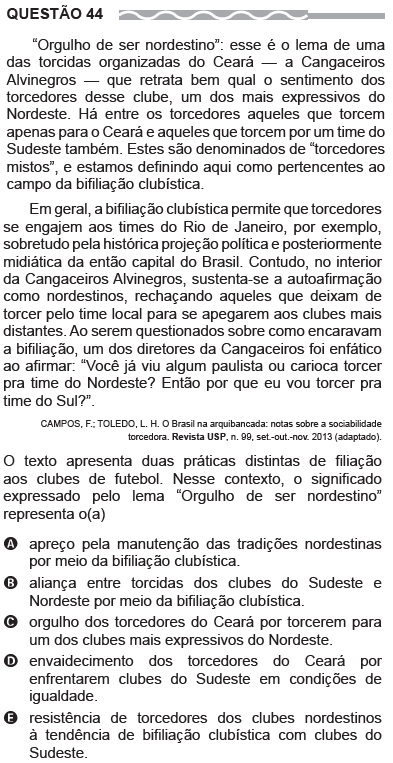 QUESTÃO 44
“Orgulho de ser nordestino”: esse é o lema de uma
das torcidas organizadas do Ceará — a Cangaceiros
Alvinegros — que retrata bem qual o sentimento dos
torcedores desse clube, um dos mais expressivos do
Nordeste. Há entre os torcedores aqueles que torcem
apenas para o Ceará e aqueles que torcem por um time do
Sudeste também. Estes são denominados de “torcedores
mistos”, e estamos definindo aqui como pertencentes ao
campo da bifiliação clubística.
Em geral, a bifiliação clubística permite que torcedores
se engajem aos times do Rio de Janeiro, por exemplo,
sobretudo pela histórica projeção política e posteriormente
midiática da então capital do Brasil. Contudo, no interior
da Cangaceiros Alvinegros, sustenta-se a autoafirmação
como nordestinos, rechaçando aqueles que deixam de
torcer pelo time local para se apegarem aos clubes mais
distantes. Ao serem questionados sobre como encaravam
a bifiliação, um dos diretores da Cangaceiros foi enfático
ao afirmar: “Você já viu algum paulista ou carioca torcer
pra time do Nordeste? Então por que eu vou torcer pra
time do Sul?”.
CAMPOS, F.; TOLEDO, L. H. O Brasil na arquibancada: notas sobre a sociabilidade
torcedora. Revista USP, n. 99, set.-out.-nov. 2013 (adaptado).
O texto apresenta duas práticas distintas de filiação
aos clubes de futebol. Nesse contexto, o significado
expressado pelo lema “Orgulho de ser nordestino”
representa o(a)
A apreço pela manutenção das tradições nordestinas
por meio da bifiliação clubística.
B aliança entre torcidas dos clubes do Sudeste e
Nordeste por meio da bifiliação clubística.
C orgulho dos torcedores do Ceará por torcerem para
um dos clubes mais expressivos do Nordeste.
D envaidecimento dos torcedores do Ceará por
enfrentarem clubes do Sudeste em condições de
igualdade.
E resistência de torcedores dos clubes nordestinos
à tendência de bifiliação clubística com clubes do
Sudeste.